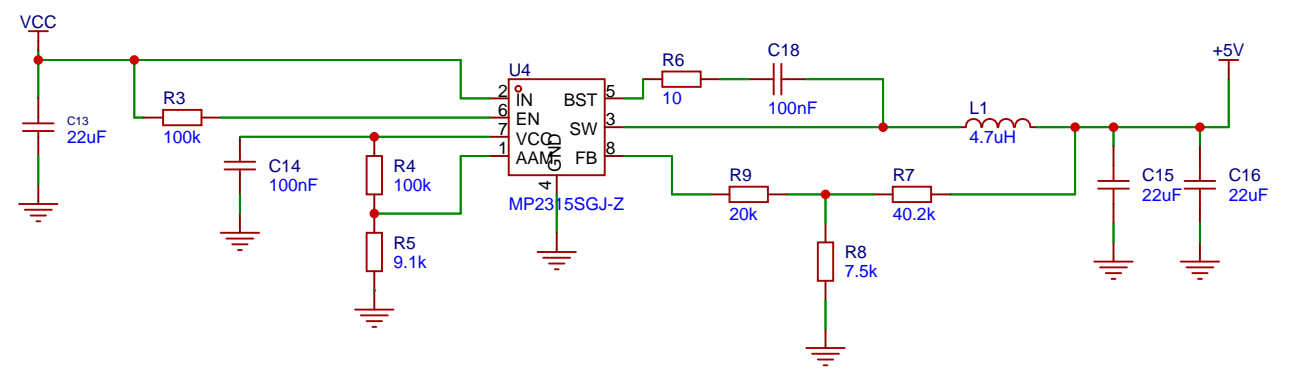 VCC
+5V
C18
R6
10
100nF
U4
2
IN
BST
5
R3
100k
6
EN
C13
22uF
SW
3
L1
4.7uH
7
VCC
1
AAM
GND
FB
8
4
MP2315SGJ-Z
C14
100nF
R4
100k
R9
20k
R7
40.2k
C15
22uF
C16
22uF
R5
9.1k
R8
7.5k